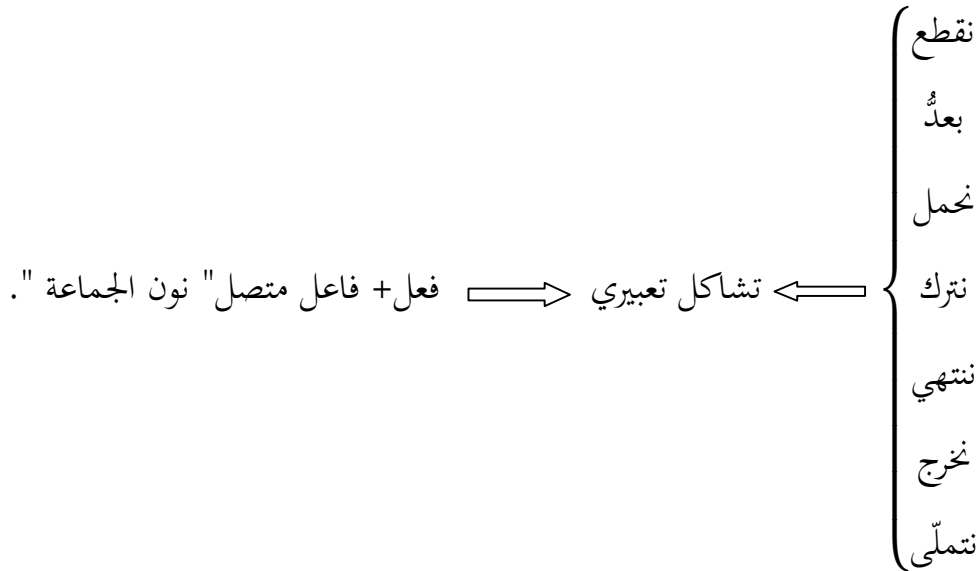 نقطع
بعدُّ
نحمل
نترك
تشاكل تعبيري
فعل+ فاعل متصل" نون الجماعة ".
ننتهي
نخرج
نتملّى